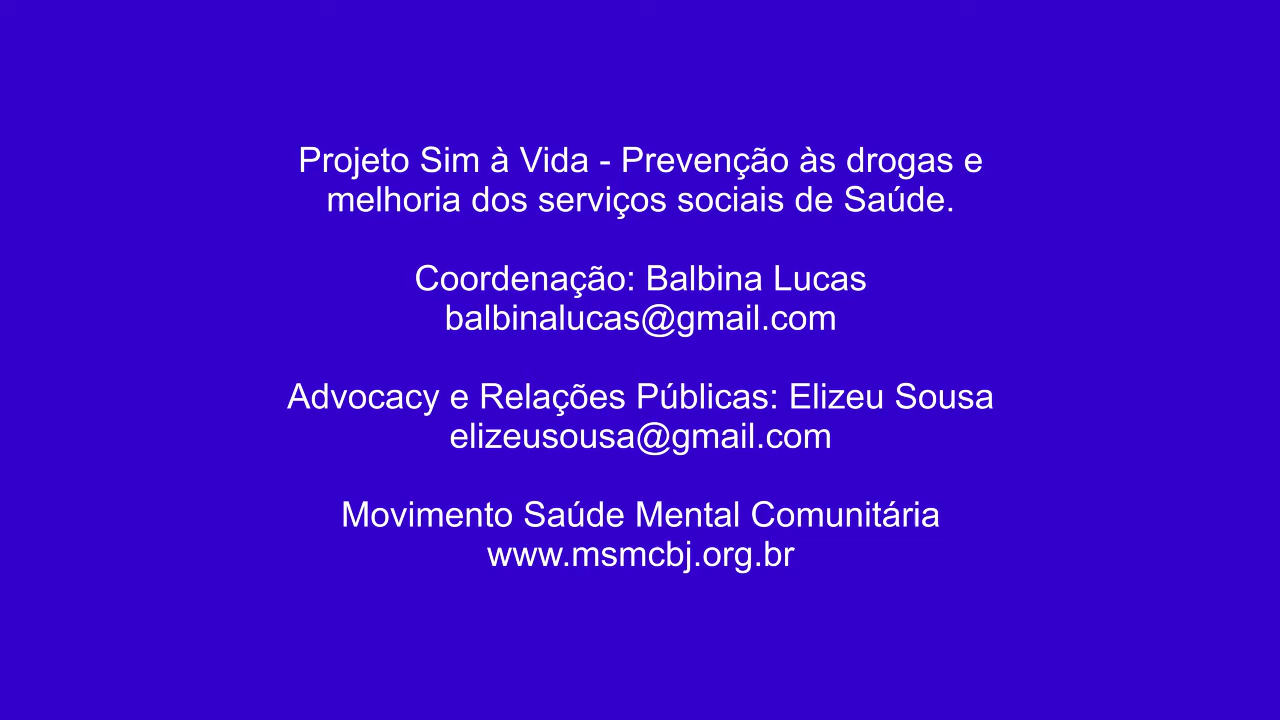 Projeto Sim à Vida - Prevenção às drogas e
melhoria dos serviços sociais de Saúde.
Coordenação: Balbina Lucas
balbinalucas@gmail.com
Advocacy e Relações Públicas: Elizeu Sousa
elizeusousa@gmail.com
Movimento Saúde Mental Comunitária
www.msmcbj.org.br